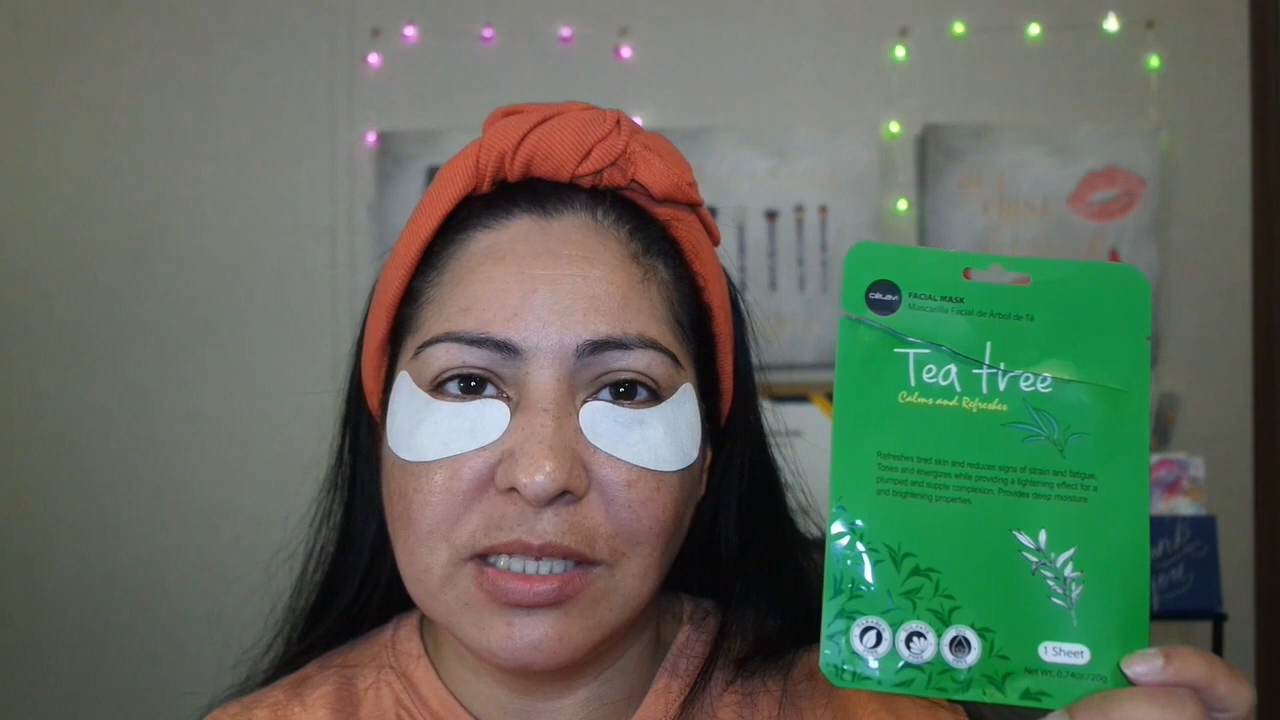 CÉLAVI
FACIAL MASK
Mascarilla Facial de Árbol de Té
Tea tree
Calms and Refreshes
Refreshes tired skin and reduces signs of strain and fatigue.
Tones and energizes while providing a tightening effect for a
plumped and supple complexion. Provides deep moisture
and brightening properties.
1 Sheet
Net Wt. 0.74oz./20g